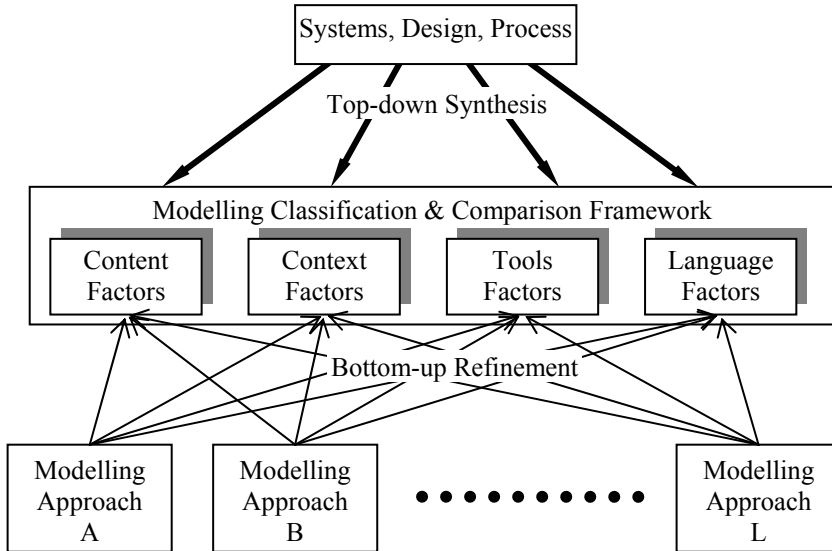 Systems, Design, Process
Top-down Synthesis
Modelling Classification & Comparison Framework
Content
Factors
Context
Factors
Tools
Factors
Language
Factors
Bottom-up Refinement
Modelling
Approach
A
Modelling
Approach
B
Modelling
Approach
L